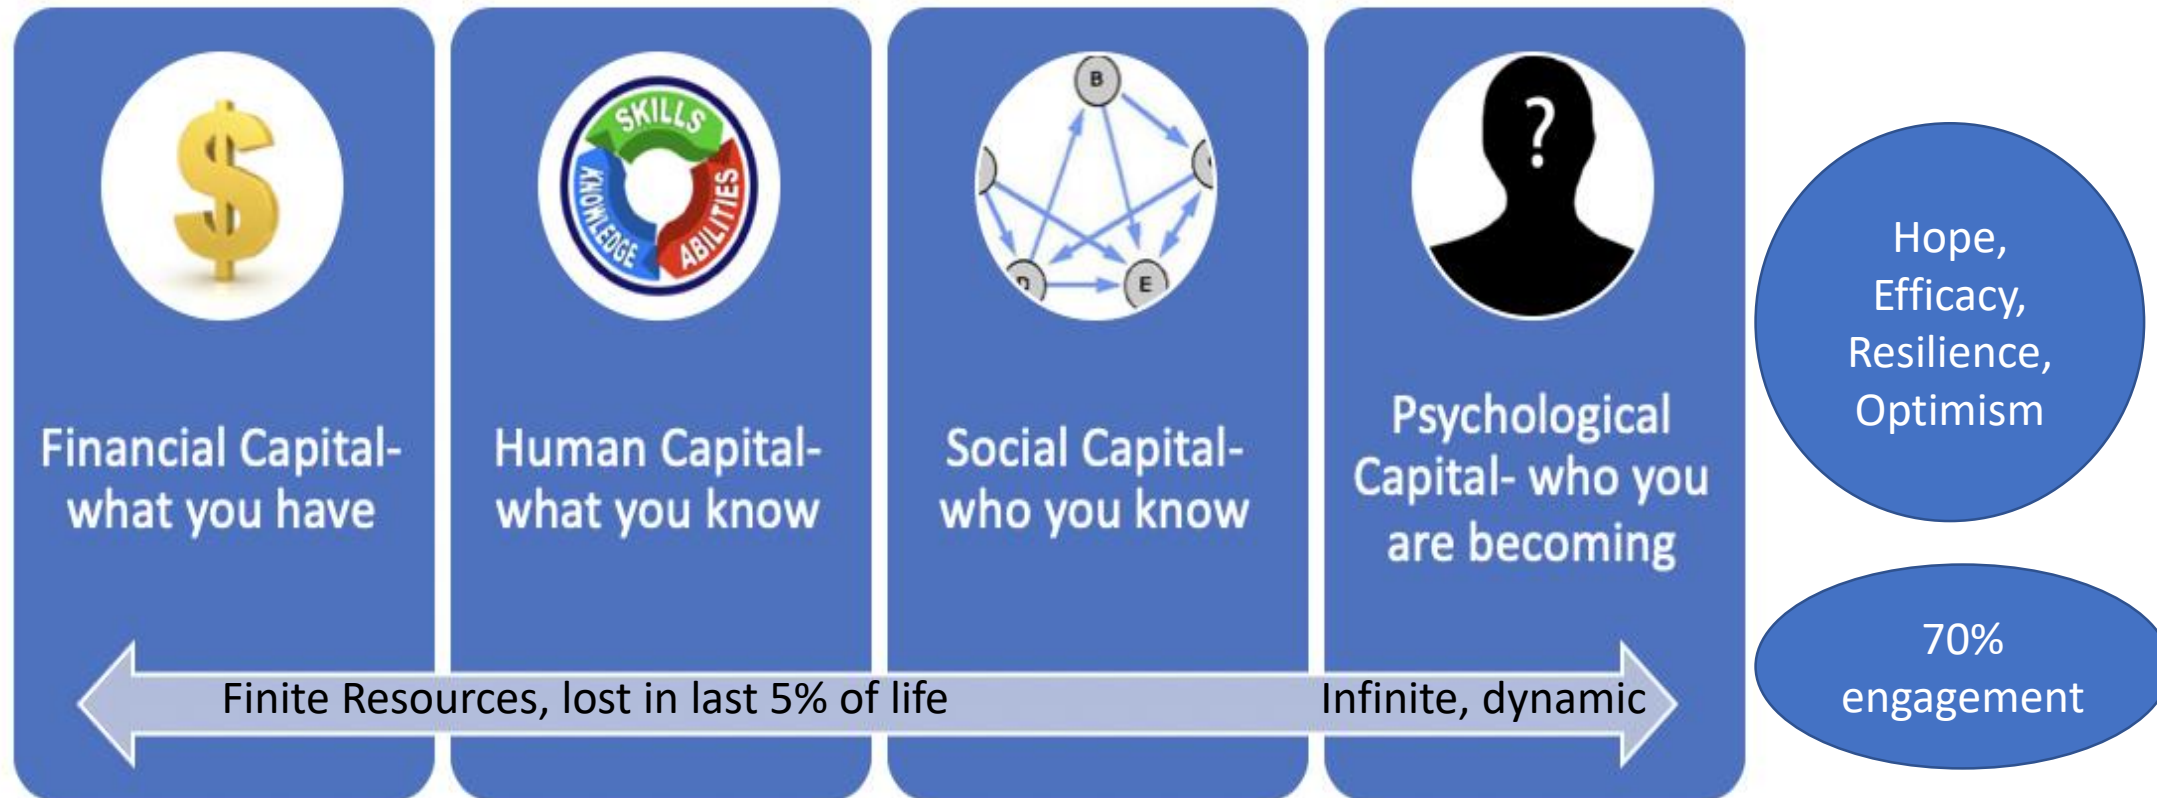 $
SKILLS
KNOWLEDGE
ABILITIES
B
D
E
?
Financial Capital-
what you have
Human Capital-
what you know
Social Capital-
who you know
Psychological
Capital- who you
are becoming
Hope,
Efficacy,
Resilience,
Optimism
Finite Resources, lost in last 5% of life
Infinite, dynamic
70%
engagement